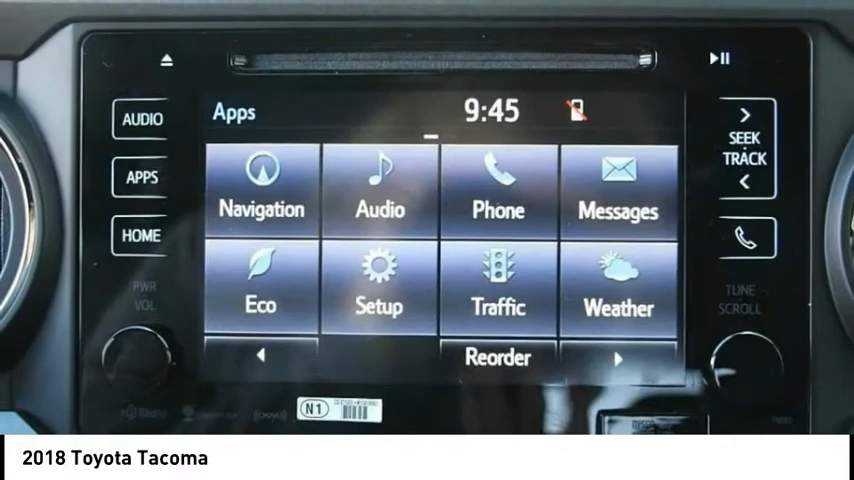 Apps
9:45
AUDIO
APPS
HOME
PWR
VOL
SEEK
TRACK
TUNE
SCROLL
Navigation
Audio
Phone
Messages
Eco
Setup
Traffic
Weather
Reorder
N1
2018 Toyota Tacoma